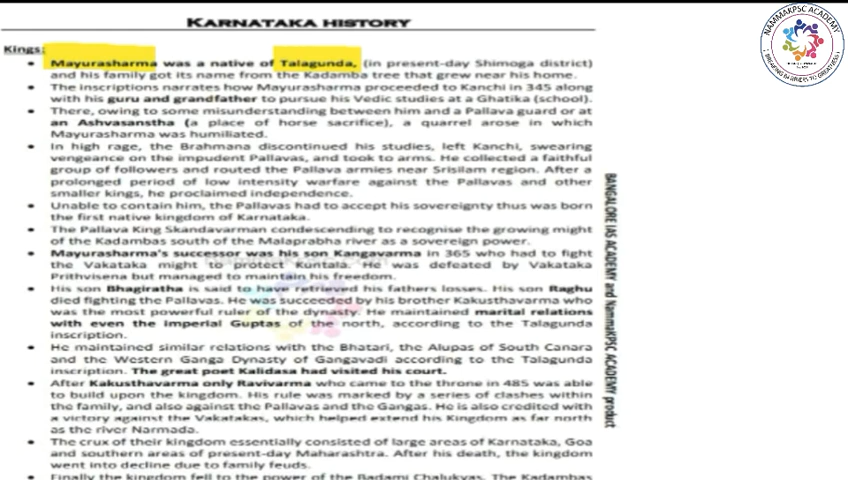 KARNATAKA HISTORY
NAMMAKPSC ACADEMY
Kings:
• Mayurasharma was a native of Talagunda, (in present-day Shimoga district)
and his family got its name from the Kadamba tree that grew near his home.
• The inscriptions narrates how Mayurasharma proceeded to Kanchi in 345 along
with his guru and grandfather to pursue his Vedic studies at a Ghatika (school).
• There, owing to some misunderstanding between him and a Pallava guard or at
an Ashvasanstha (a place of horse sacrifice), a quarrel arose in which
Mayurasharma was humiliated.
• In high rage, the Brahmana discontinued his studies, left Kanchi, swearing
vengeance on the impudent Pallavas, and took to arms. He collected a faithful
group of followers and routed the Pallava armies near Srisilam region. After a
prolonged period of low intensity warfare against the Pallavas and other
smaller kings, he proclaimed independence.
• Unable to contain him, the Pallavas had to accept his sovereignty thus was born
the first native kingdom of Karnataka.
• The Pallava King Skandavarman condescending to recognise the growing might
of the Kadambas south of the Malaprabha river as a sovereign power.
• Mayurasharma's successor was his son Kangavarma in 365 who had to fight
the Vakataka might to protect Kuntala. He was defeated by Vakataka
Prithvisena but managed to maintain his freedom.
• His son Bhagiratha is said to have retrieved his fathers losses. His son Raghu
died fighting the Pallavas. He was succeeded by his brother Kakusthavarma who
was the most powerful ruler of the dynasty. He maintained marital relations
with even the imperial Guptas of the north, according to the Talagunda
inscription.
• He maintained similar relations with the Bhatari, the Alupas of South Canara
and the Western Ganga Dynasty of Gangavadi according to the Talagunda
inscription. The great poet Kalidasa had visited his court.
• After Kakusthavarma only Ravivarma who came to the throne in 485 was able
to build upon the kingdom. His rule was marked by a series of clashes within
the family, and also against the Pallavas and the Gangas. He is also credited with
a victory against the Vakatakas, which helped extend his Kingdom as far north
as the river Narmada.
• The crux of their kingdom essentially consisted of large areas of Karnataka, Goa
and southern areas of present-day Maharashtra. After his death, the kingdom
went into decline due to family feuds.
• Finally the kingdom fell to the power of the Badami Chalukyas. The Kadambas
BANGALORE IAS ACADEMY and NammaKPSC ACADEMY product